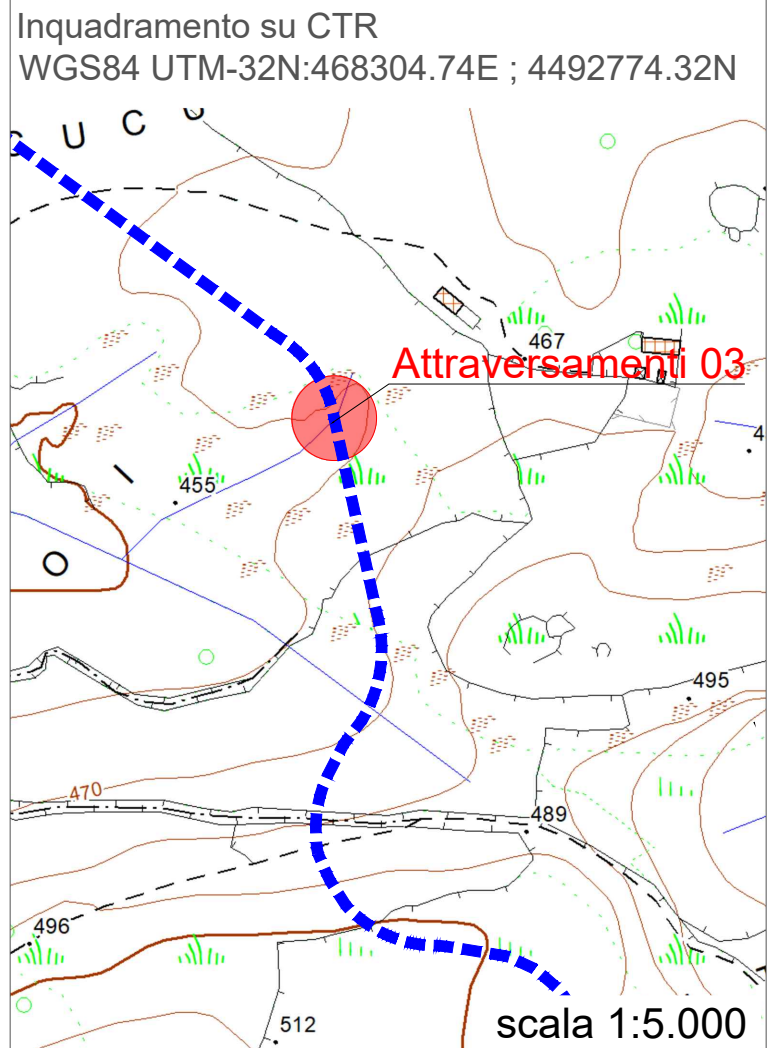 Inquadramento su CTR
WGS84 UTM-32N:468304.74E ; 4492774.32N
U C
467
Attraversamenti 03
4
455
I
O
495
470
489
496
512
scala 1:5.000